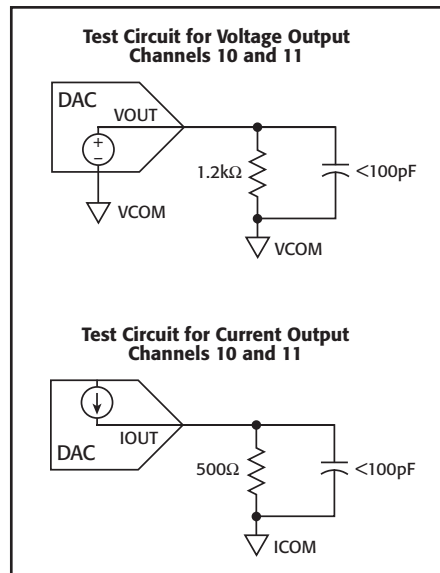 Test Circuit for Voltage Output
Channels 10 and 11
DAC
VOUT
+
−
1.2kΩ
<100pF
VCOM
VCOM
Test Circuit for Current Output
Channels 10 and 11
IOUT
DAC
500Ω
<100pF
ICOM